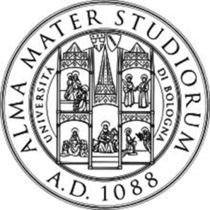 ALMA MATER STUDIORUM
A.D. 1088
UNIVERSITÀ
DI BOLOGNA